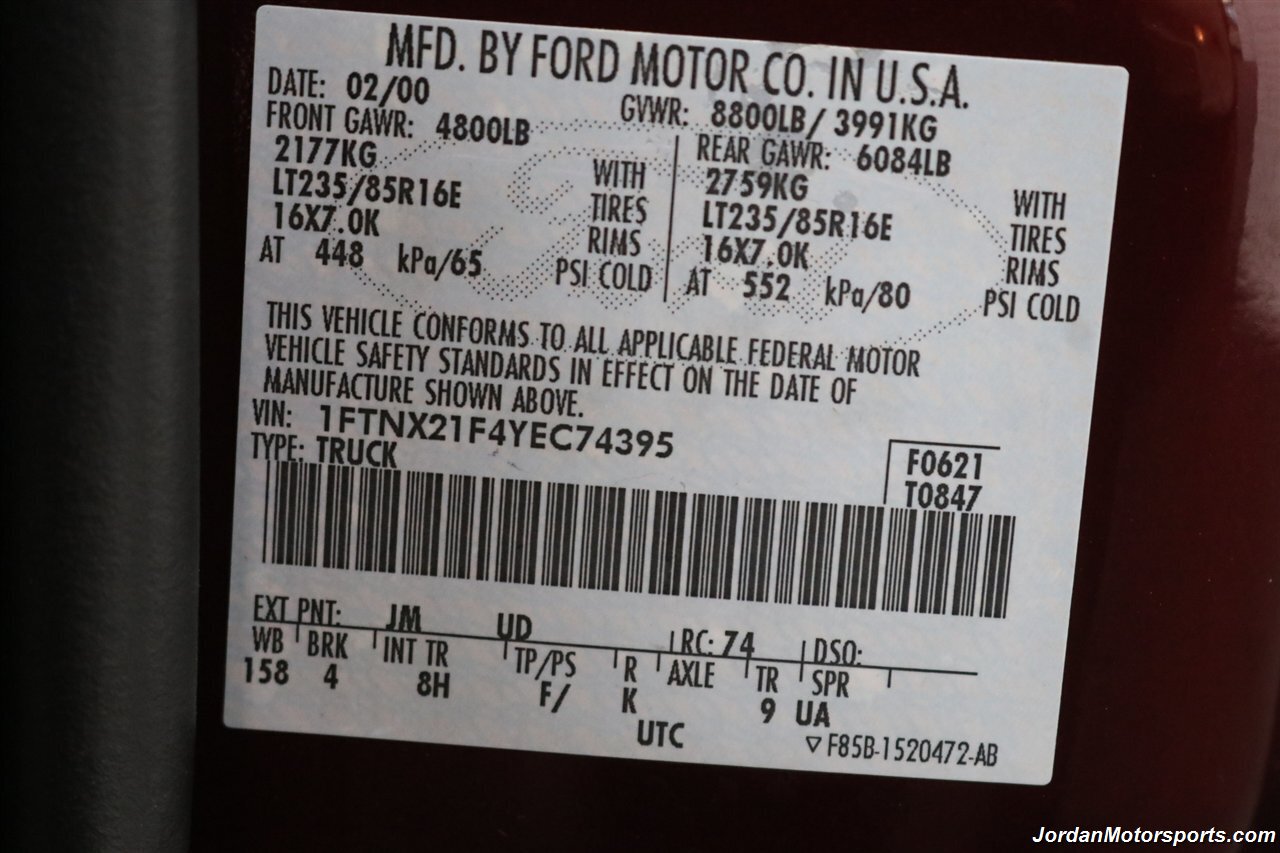 MFD. BY FORD MOTOR CO. IN U.S.A.
DATE: 02/00 GVWR: 8800LB/ 3991KG
FRONT GAWR: 4800LB REAR GAWR: 6084LB
2177KG WITH 2759KG WITH
LT235/85R16E TIRES LT235/85R16E TIRES
16X7.0K RIMS 16X7.0K RIMS
AT 448 kPa/65 PSI COLD AT 552 kPa/80 PSI COLD
THIS VEHICLE CONFORMS TO ALL APPLICABLE FEDERAL MOTOR
VEHICLE SAFETY STANDARDS IN EFFECT ON THE DATE OF
MANUFACTURE SHOWN ABOVE.
VIN: 1FTNX21F4YEC74395
TYPE: TRUCK
F0621
T0847
EXT PNT: JM UD RC: 74 DSO:
WB BRK INT TR TP/PS R AXLE TR SPR
158 4 8H F/ K 9 UA
UTC
▽ F85B-1520472-AB
JordanMotorsports.com